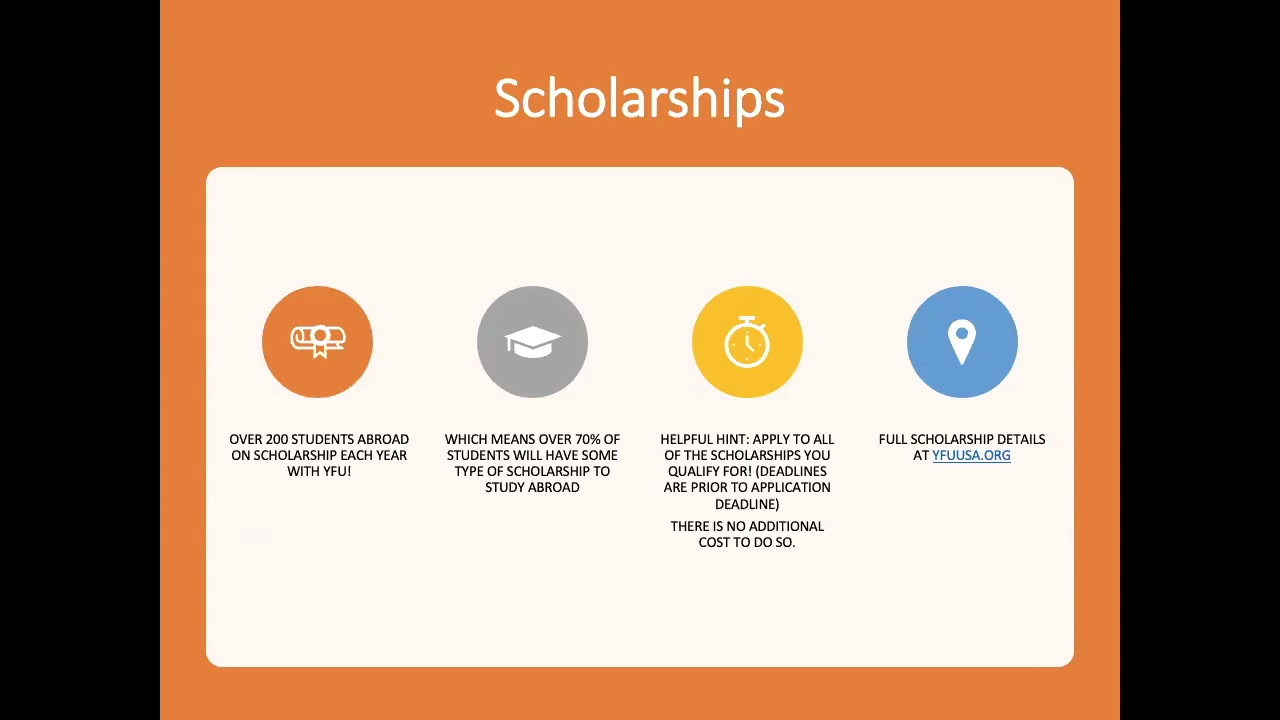 Scholarships
OVER 200 STUDENTS ABROAD
ON SCHOLARSHIP EACH YEAR
WITH YFU!
WHICH MEANS OVER 70% OF
STUDENTS WILL HAVE SOME
TYPE OF SCHOLARSHIP TO
STUDY ABROAD
HELPFUL HINT: APPLY TO ALL
OF THE SCHOLARSHIPS YOU
QUALIFY FOR! (DEADLINES
ARE PRIOR TO APPLICATION
DEADLINE)
THERE IS NO ADDITIONAL
COST TO DO SO.
FULL SCHOLARSHIP DETAILS
AT YFUUSA.ORG